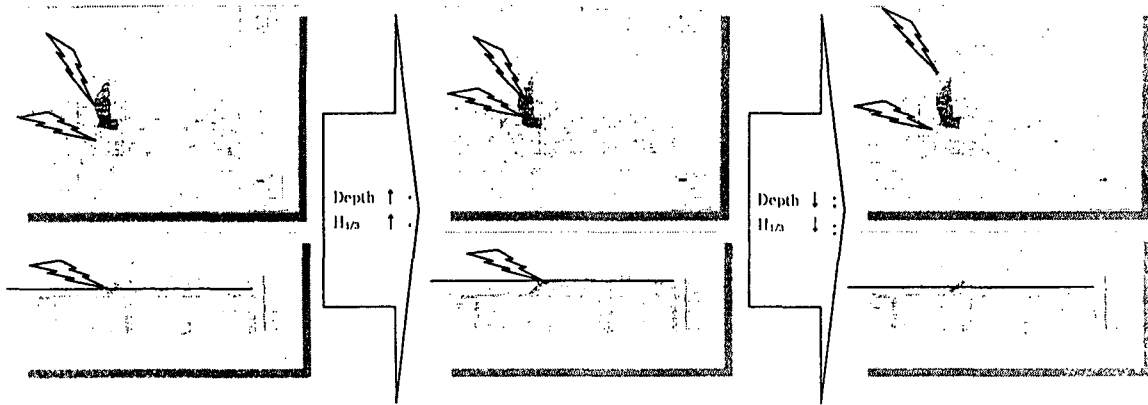 Depth ↑ :
H1/3 ↑ :
Depth ↓ :
H1/3 ↓ :